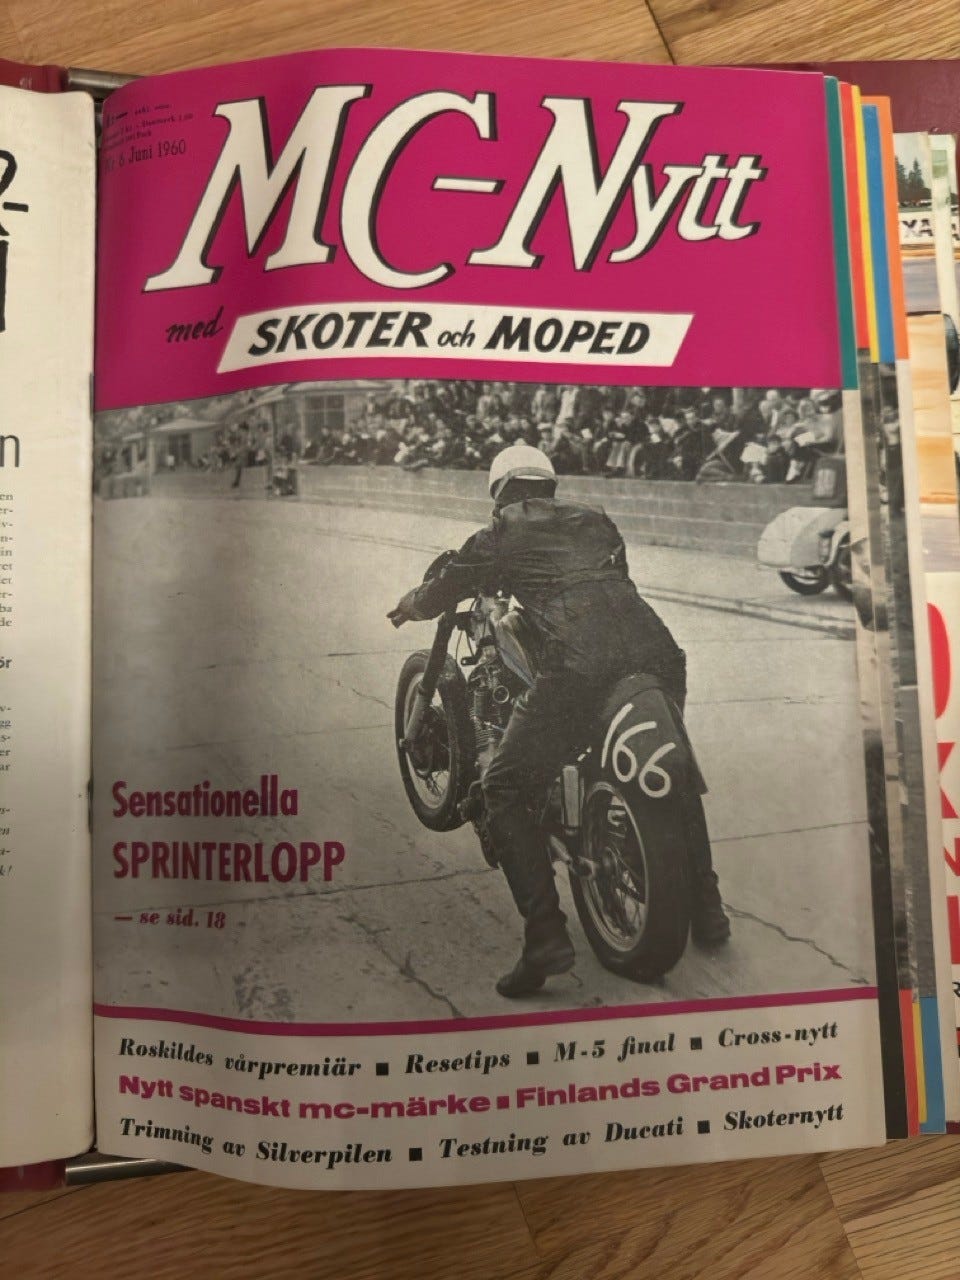 Nr 6 Juni 1960
MC-Nytt
med SKOTER och MOPED
166
Sensationella
SPRINTERLOPP
— se sid. 18
Roskildes vårpremiär ■ Resetips ■ M-5 final ■ Cross-nytt
Nytt spanskt mc-märke ■ Finlands Grand Prix
Trimning av Silverpilen ■ Testning av Ducati ■ Skoternytt